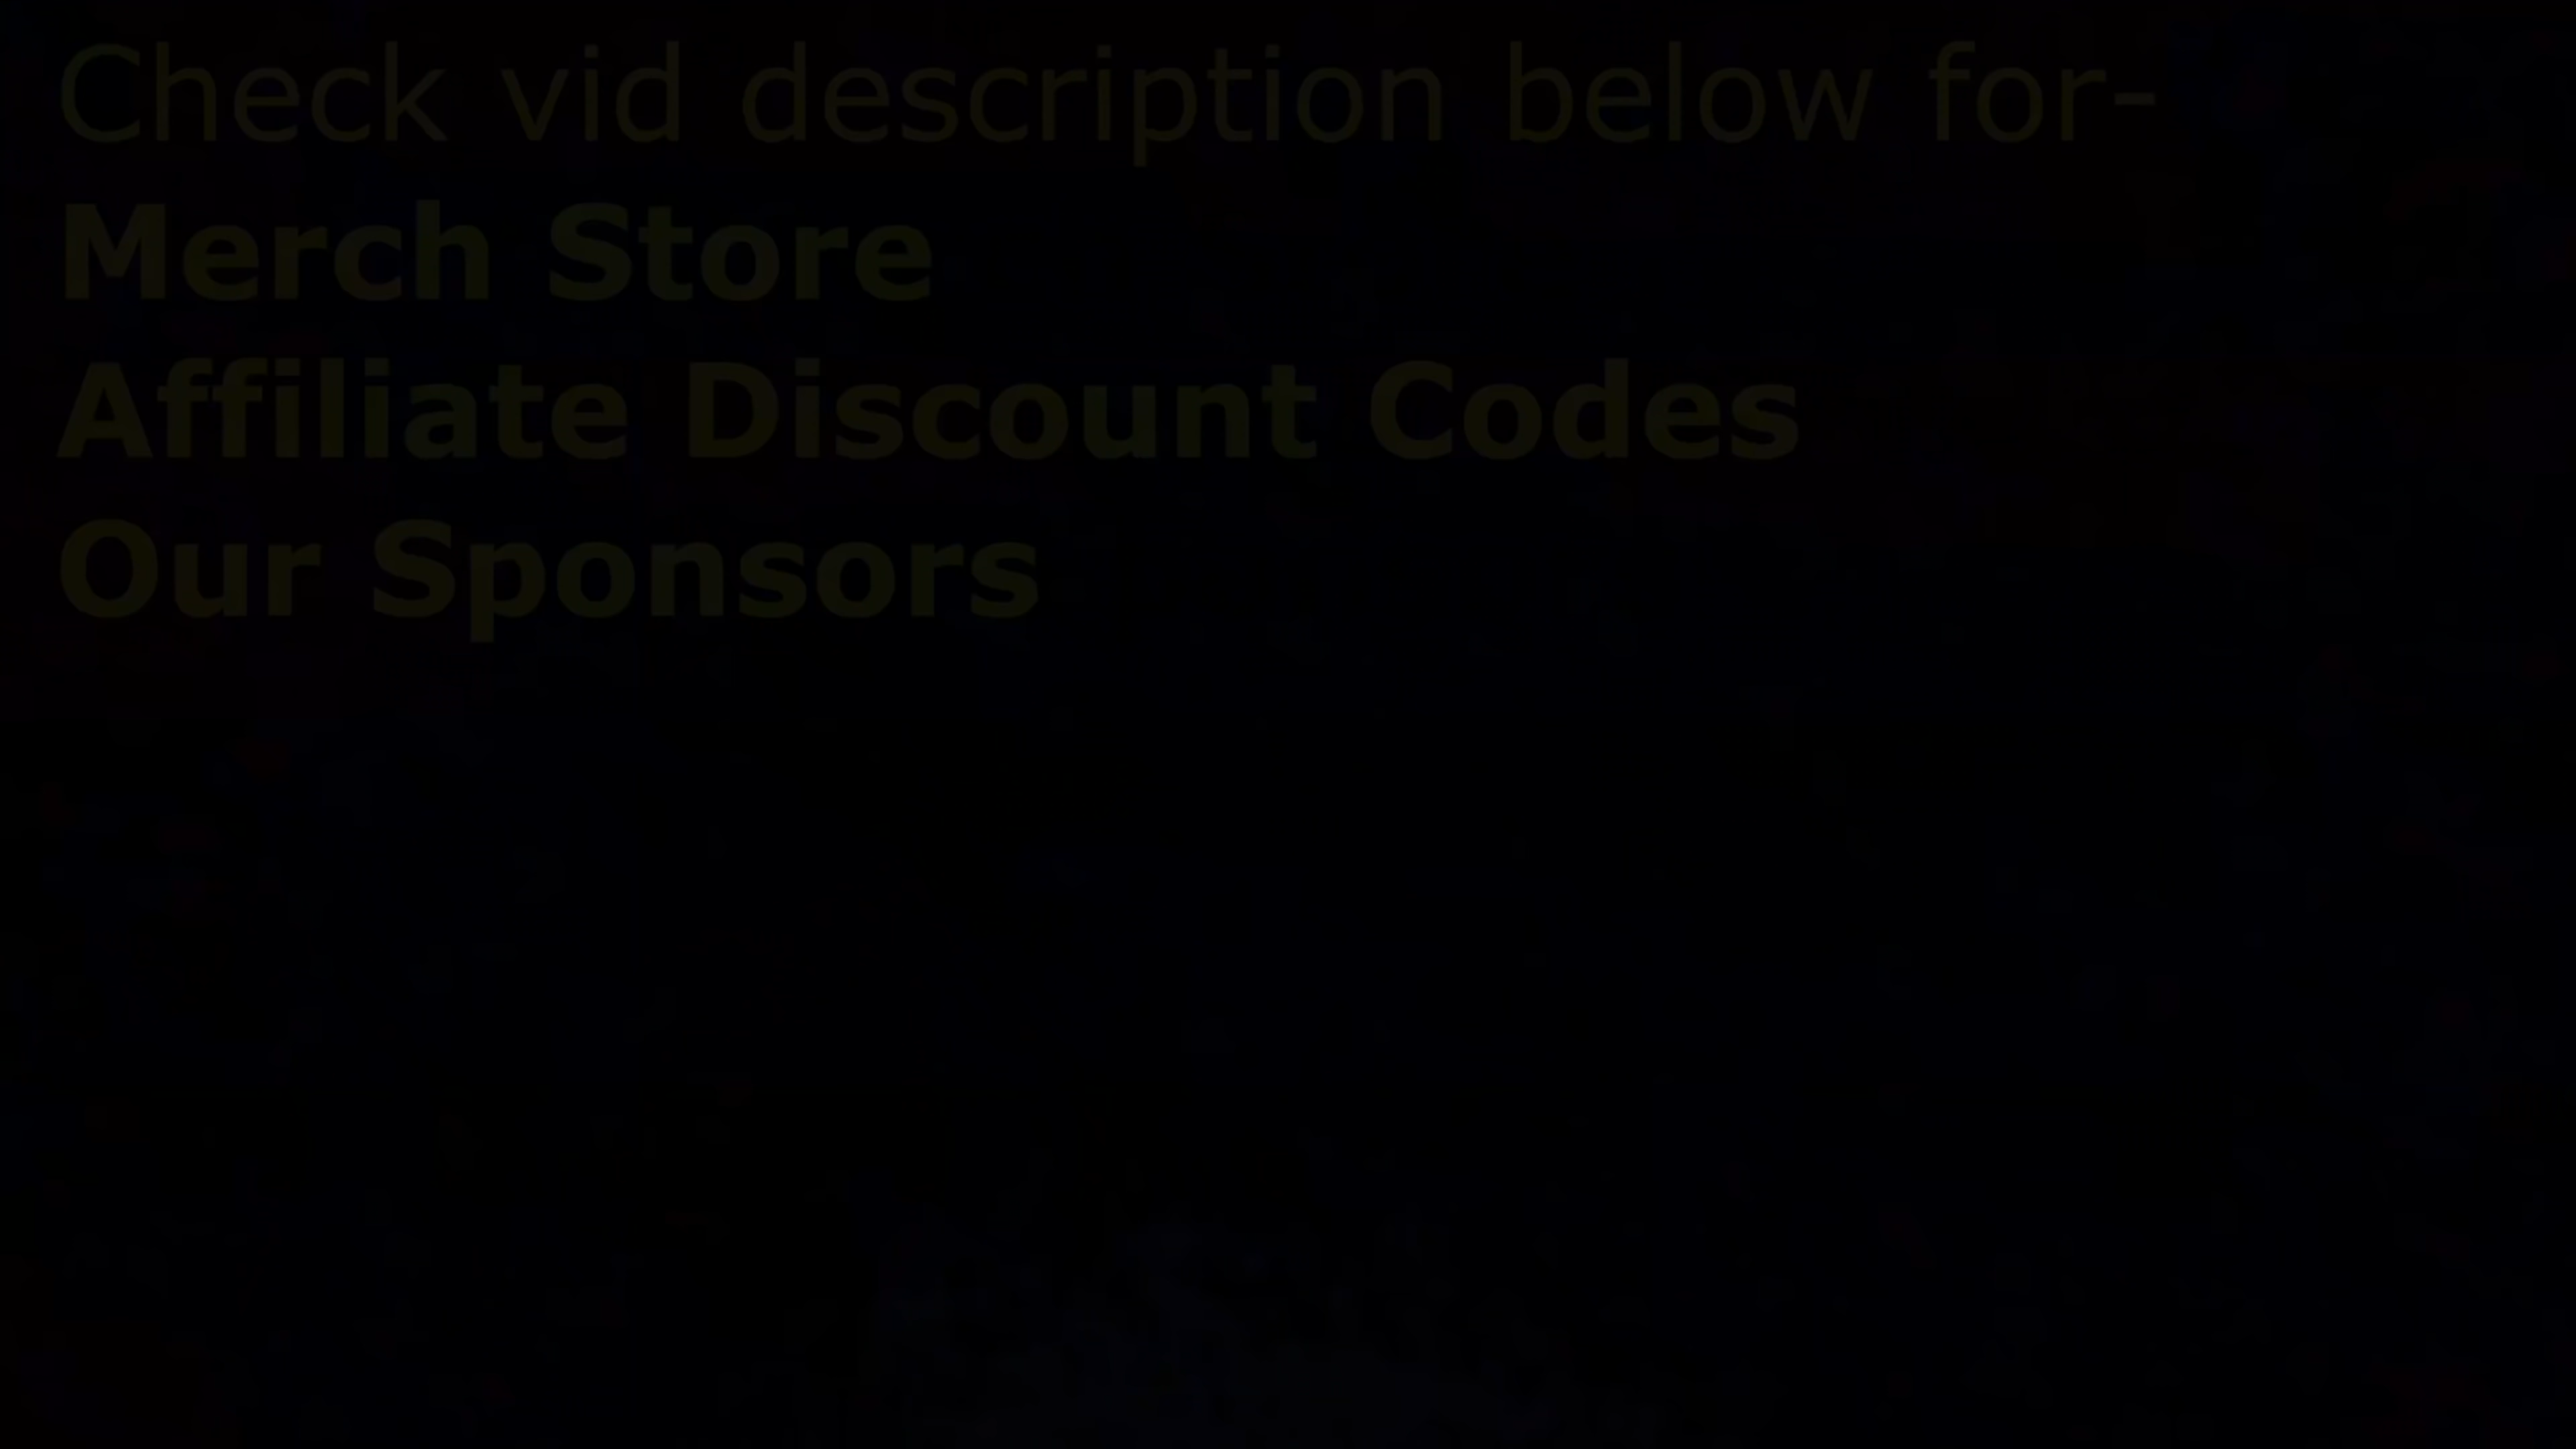 Check vid description below for-
Merch Store
Affiliate Discount Codes
Our Sponsors